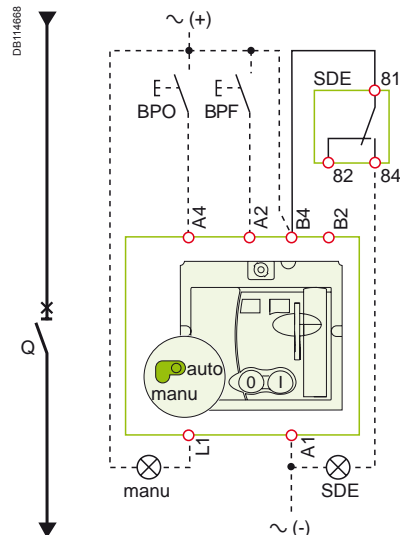 DB114668
~ (+)
BPO
BPF
SDE
81
82
84
A4
A2
B4
B2
Q
auto
manu
0
I
L1
A1
manu
SDE
~ (-)